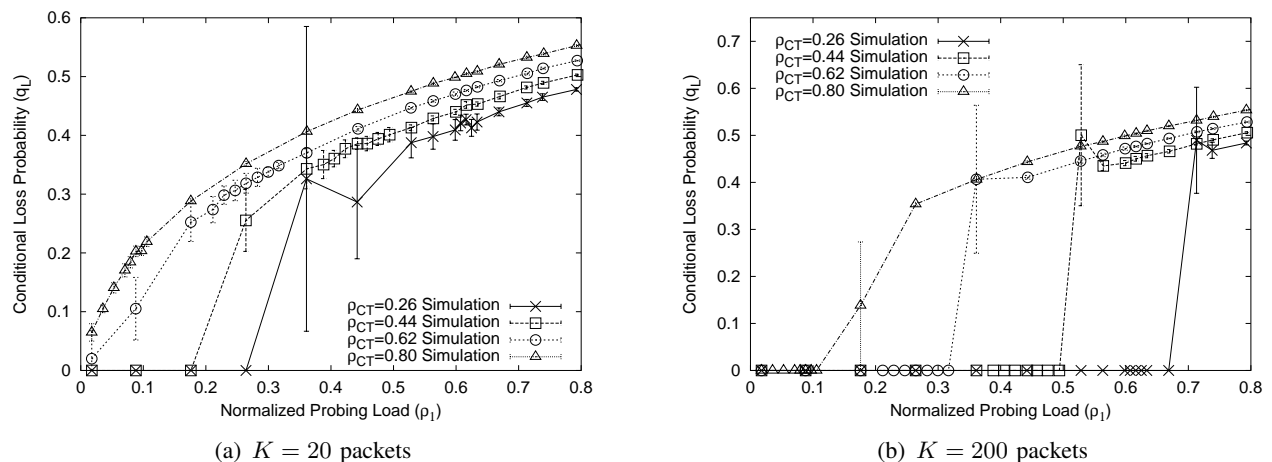 0.6
0.5
0.4
0.3
0.2
0.1
0
Conditional Loss Probability (qL)
ρCT=0.26 Simulation
ρCT=0.44 Simulation
ρCT=0.62 Simulation
ρCT=0.80 Simulation
0 0.1 0.2 0.3 0.4 0.5 0.6 0.7 0.8
Normalized Probing Load (ρ1)
(a) K = 20 packets
0.7
0.6
0.5
0.4
0.3
0.2
0.1
0
Conditional Loss Probability (qL)
ρCT=0.26 Simulation
ρCT=0.44 Simulation
ρCT=0.62 Simulation
ρCT=0.80 Simulation
0 0.1 0.2 0.3 0.4 0.5 0.6 0.7 0.8
Normalized Probing Load (ρ1)
(b) K = 200 packets